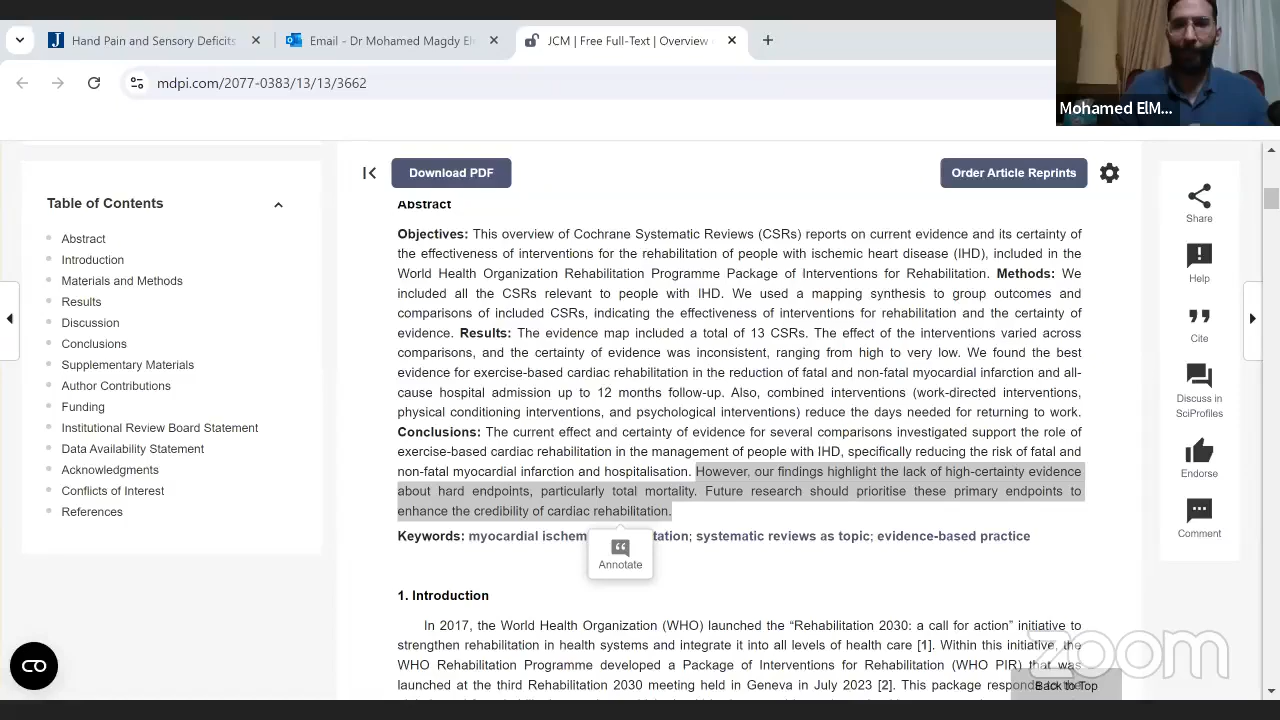 Hand Pain and Sensory Deficits
Email - Dr Mohamed Magdy
JCM | Free Full-Text | Overview
mdpi.com/2077-0383/13/13/3662
Mohamed ElM...
Table of Contents
Abstract
Introduction
Materials and Methods
Results
Discussion
Conclusions
Supplementary Materials
Author Contributions
Funding
Institutional Review Board Statement
Data Availability Statement
Acknowledgments
Conflicts of Interest
References
Download PDF
Order Article Reprints
Abstract
Objectives: This overview of Cochrane Systematic Reviews (CSRs) reports on current evidence and its certainty of
the effectiveness of interventions for the rehabilitation of people with ischemic heart disease (IHD), included in the
World Health Organization Rehabilitation Programme Package of Interventions for Rehabilitation. Methods: We
included all the CSRs relevant to people with IHD. We used a mapping synthesis to group outcomes and
comparisons of included CSRs, indicating the effectiveness of interventions for rehabilitation and the certainty of
evidence. Results: The evidence map included a total of 13 CSRs. The effect of the interventions varied across
comparisons, and the certainty of evidence was inconsistent, ranging from high to very low. We found the best
evidence for exercise-based cardiac rehabilitation in the reduction of fatal and non-fatal myocardial infarction and all-
cause hospital admission up to 12 months follow-up. Also, combined interventions (work-directed interventions,
physical conditioning interventions, and psychological interventions) reduce the days needed for returning to work.
Conclusions: The current effect and certainty of evidence for several comparisons investigated support the role of
exercise-based cardiac rehabilitation in the management of people with IHD, specifically reducing the risk of fatal and
non-fatal myocardial infarction and hospitalisation. However, our findings highlight the lack of high-certainty evidence
about hard endpoints, particularly total mortality. Future research should prioritise these primary endpoints to
enhance the credibility of cardiac rehabilitation.
Keywords: myocardial ischem tation; systematic reviews as topic; evidence-based practice
Annotate
1. Introduction
In 2017, the World Health Organization (WHO) launched the “Rehabilitation 2030: a call for action” initiative to
strengthen rehabilitation in health systems and integrate it into all levels of health care [1]. Within this initiative, the
WHO Rehabilitation Programme developed a Package of Interventions for Rehabilitation (WHO PIR) that was
launched at the third Rehabilitation 2030 meeting held in Geneva in July 2023 [2]. This package
Back to Top
Share
Help
Cite
Discuss in
SciProfiles
Endorse
Comment
zoom